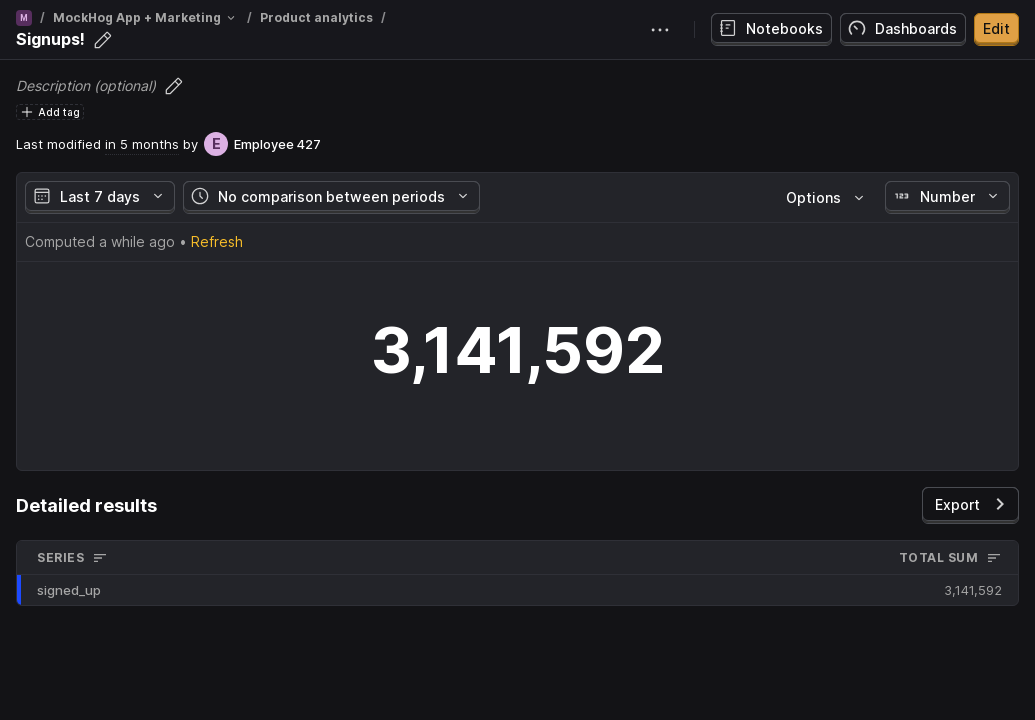 M / MockHog App + Marketing / Product analytics /
Signups!
Notebooks
Dashboards
Edit
Description (optional)
Add tag
Last modified in 5 months by E Employee 427
Last 7 days
No comparison between periods
Options
123 Number
Computed a while ago • Refresh
3,141,592
Detailed results
Export
SERIES
TOTAL SUM
signed_up
3,141,592